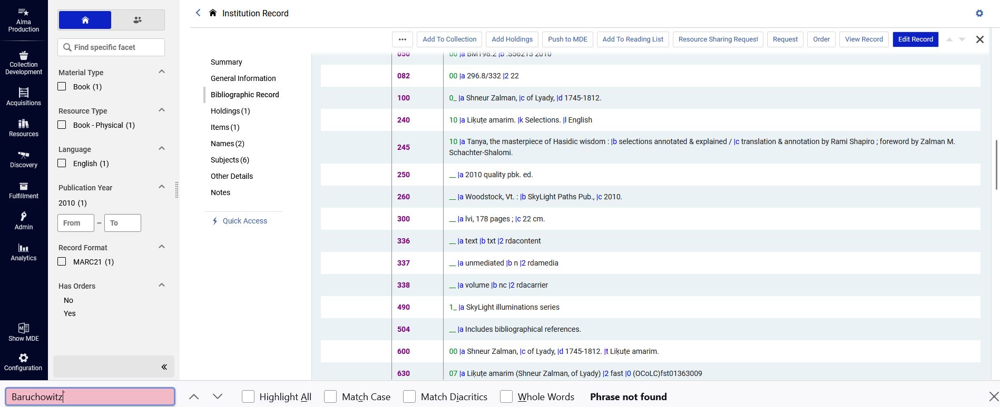 Alma
Production
Collection
Development
Acquisitions
Resources
Discovery
Fulfillment
Admin
Analytics
Show MDE
Configuration
Find specific facet
Material Type
Book (1)
Resource Type
Book - Physical (1)
Language
English (1)
Publication Year
2010 (1)
From – To
Record Format
MARC21 (1)
Has Orders
No
Yes
Institution Record
Add To Collection
Add Holdings
Push to MDE
Add To Reading List
Resource Sharing Request
Request
Order
View Record
Edit Record
Summary
General Information
Bibliographic Record
Holdings (1)
Items (1)
Names (2)
Subjects (6)
Other Details
Notes
Quick Access
050 00 |a BM198.2 |b .S56213 2010
082 00 |a 296.8/332 |2 22
100 0_ |a Shneur Zalman, |c of Lyady, |d 1745-1812.
240 10 |a Liḳuṭe amarim. |k Selections. |l English
245 10 |a Tanya, the masterpiece of Hasidic wisdom : |b selections annotated & explained / |c translation & annotation by Rami Shapiro ; foreword by Zalman M.
Schachter-Shalomi.
250 __ |a 2010 quality pbk. ed.
260 __ |a Woodstock, Vt. : |b SkyLight Paths Pub., |c 2010.
300 __ |a lvi, 178 pages ; |c 22 cm.
336 __ |a text |b txt |2 rdacontent
337 __ |a unmediated |b n |2 rdamedia
338 __ |a volume |b nc |2 rdacarrier
490 1_ |a SkyLight illuminations series
504 __ |a Includes bibliographical references.
600 00 |a Shneur Zalman, |c of Lyady, |d 1745-1812. |t Liḳuṭe amarim.
630 07 |a Liḳuṭe amarim (Shneur Zalman, of Lyady) |2 fast |0 (OCoLC)fst01363009
Baruchowitz
Highlight All
Match Case
Match Diacritics
Whole Words
Phrase not found